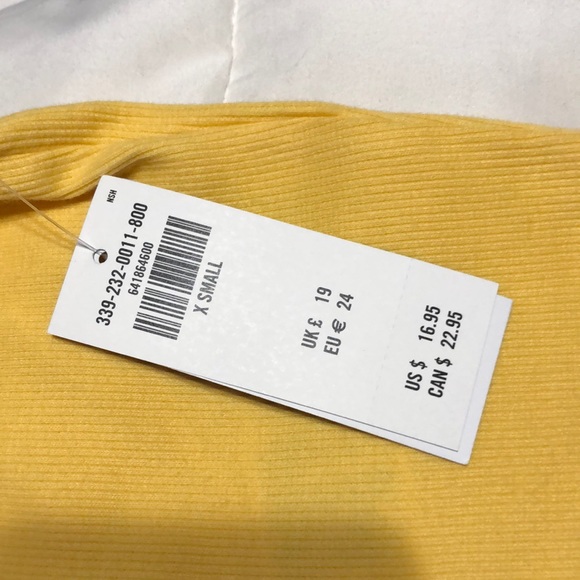 NSH
339-232-0011-800
641864600
X SMALL
UK £ 19
EU € 24
US $ 16.95
CAN $ 22.95